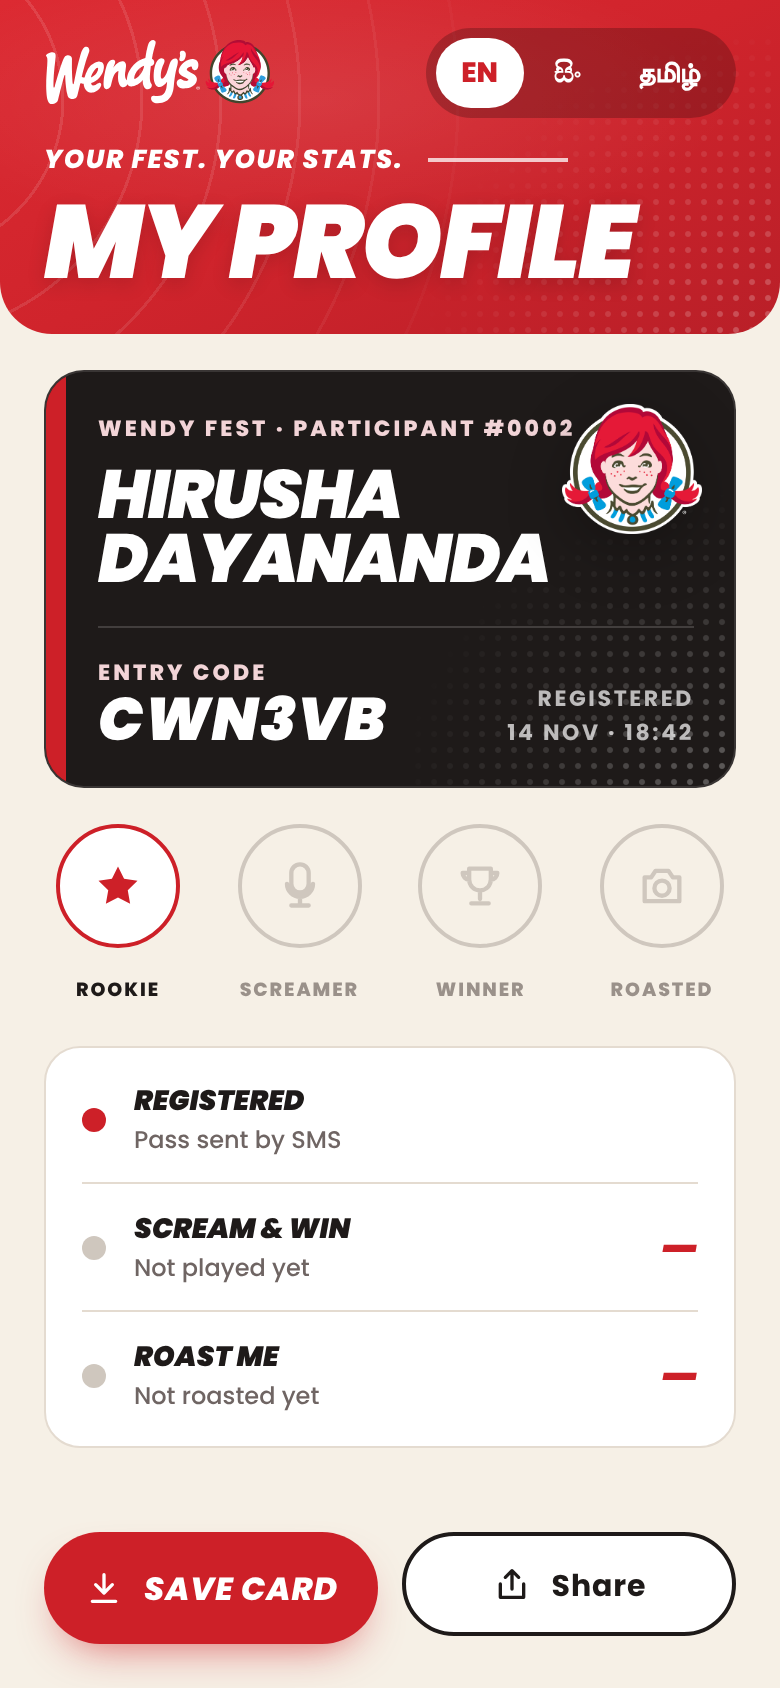 Wendy's
EN සිං தமிழ்
YOUR FEST. YOUR STATS.
MY PROFILE
WENDY FEST · PARTICIPANT #0002
HIRUSHA
DAYANANDA
ENTRY CODE
CWN3VB
REGISTERED
14 NOV · 18:42
ROOKIE SCREAMER WINNER ROASTED
REGISTERED
Pass sent by SMS
SCREAM & WIN
Not played yet –
ROAST ME
Not roasted yet –
SAVE CARD Share